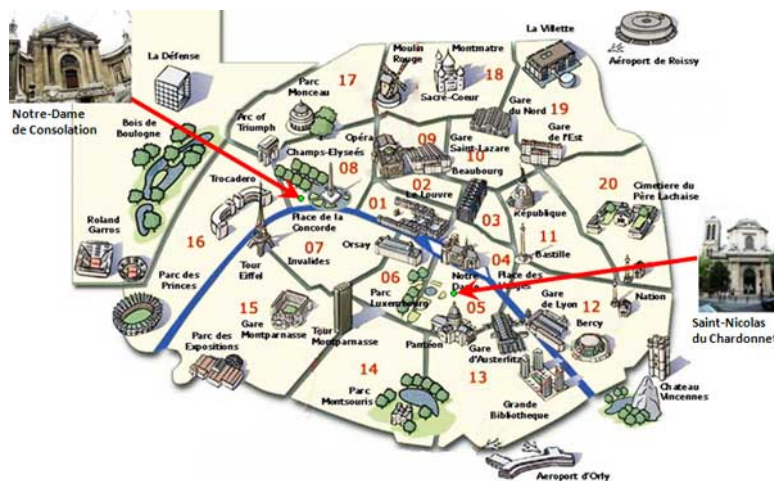 La Villette
Aéroport de Roissy
La Défense
Moulin
Rouge
Montmatre
18
Sacré-Coeur
17
Parc
Monceau
Gare
du Nord
19
Notre-Dame
de Consolation
Bois de
Boulogne
Arc of
Triumph
Opéra
09
Gare
Saint-Lazare
10
Gare de
l'Est
Champs-Elyseés
08
Beaubourg
20
Cimetiere du
Père Lachaise
Trocadero
02
Le Louvre
01
03
République
Place de la
Concorde
11
Roland
Garros
16
07
Invalides
Orsay
Bastille
04
Notre
Dame
Place des
Vosges
Tour
Eiffel
Parc des
Princes
06
Parc
Luxembourg
05
Gare
de Lyon
12
Nation
Bercy
Saint-Nicolas
du Chardonnet
15
Gare
Montparnasse
Tour
Montparnasse
Pantéon
Gare
d'Austerlitz
Parc des
Expositions
14
13
Parc
Montsouris
Grande
Bibliotheque
Chateau
Vincennes
Aeroport d'Orly